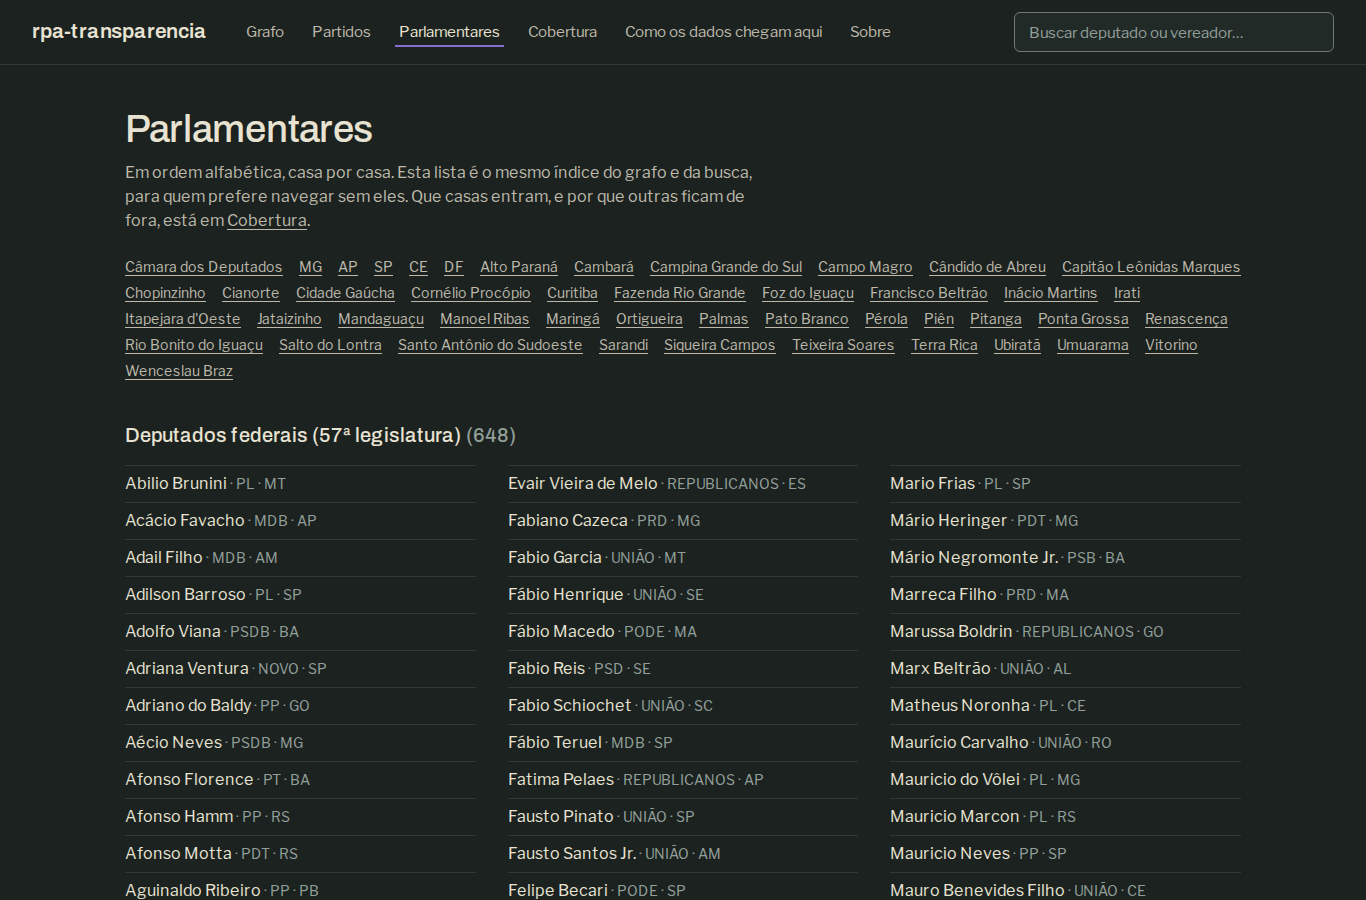 rpa-transparencia Grafo Partidos Parlamentares Cobertura Como os dados chegam aqui Sobre Buscar deputado ou vereador...
Parlamentares
Em ordem alfabética, casa por casa. Esta lista é o mesmo índice do grafo e da busca,
para quem prefere navegar sem eles. Que casas entram, e por que outras ficam de
fora, está em Cobertura.
Câmara dos Deputados MG AP SP CE DF Alto Paraná Cambará Campina Grande do Sul Campo Magro Cândido de Abreu Capitão Leônidas Marques
Chopinzinho Cianorte Cidade Gaúcha Cornélio Procópio Curitiba Fazenda Rio Grande Foz do Iguaçu Francisco Beltrão Inácio Martins Irati
Itapejara d'Oeste Jataizinho Mandaguaçu Manoel Ribas Maringá Ortigueira Palmas Pato Branco Pérola Piên Pitanga Ponta Grossa Renascença
Rio Bonito do Iguaçu Salto do Lontra Santo Antônio do Sudoeste Sarandi Siqueira Campos Teixeira Soares Terra Rica Ubiratã Umuarama Vitorino
Wenceslau Braz
Deputados federais (57ª legislatura) (648)
Abilio Brunini · PL · MT
Acácio Favacho · MDB · AP
Adail Filho · MDB · AM
Adilson Barroso · PL · SP
Adolfo Viana · PSDB · BA
Adriana Ventura · NOVO · SP
Adriano do Baldy · PP · GO
Aécio Neves · PSDB · MG
Afonso Florence · PT · BA
Afonso Hamm · PP · RS
Afonso Motta · PDT · RS
Aguinaldo Ribeiro · PP · PB
Evair Vieira de Melo · REPUBLICANOS · ES
Fabiano Cazeca · PRD · MG
Fabio Garcia · UNIÃO · MT
Fábio Henrique · UNIÃO · SE
Fábio Macedo · PODE · MA
Fabio Reis · PSD · SE
Fabio Schiochet · UNIÃO · SC
Fábio Teruel · MDB · SP
Fatima Pelaes · REPUBLICANOS · AP
Fausto Pinato · UNIÃO · SP
Fausto Santos Jr. · UNIÃO · AM
Felipe Becari · PODE · SP
Mario Frias · PL · SP
Mário Heringer · PDT · MG
Mário Negromonte Jr. · PSB · BA
Marreca Filho · PRD · MA
Marussa Boldrin · REPUBLICANOS · GO
Marx Beltrão · UNIÃO · AL
Matheus Noronha · PL · CE
Maurício Carvalho · UNIÃO · RO
Mauricio do Vôlei · PL · MG
Mauricio Marcon · PL · RS
Mauricio Neves · PP · SP
Mauro Benevides Filho · UNIÃO · CE